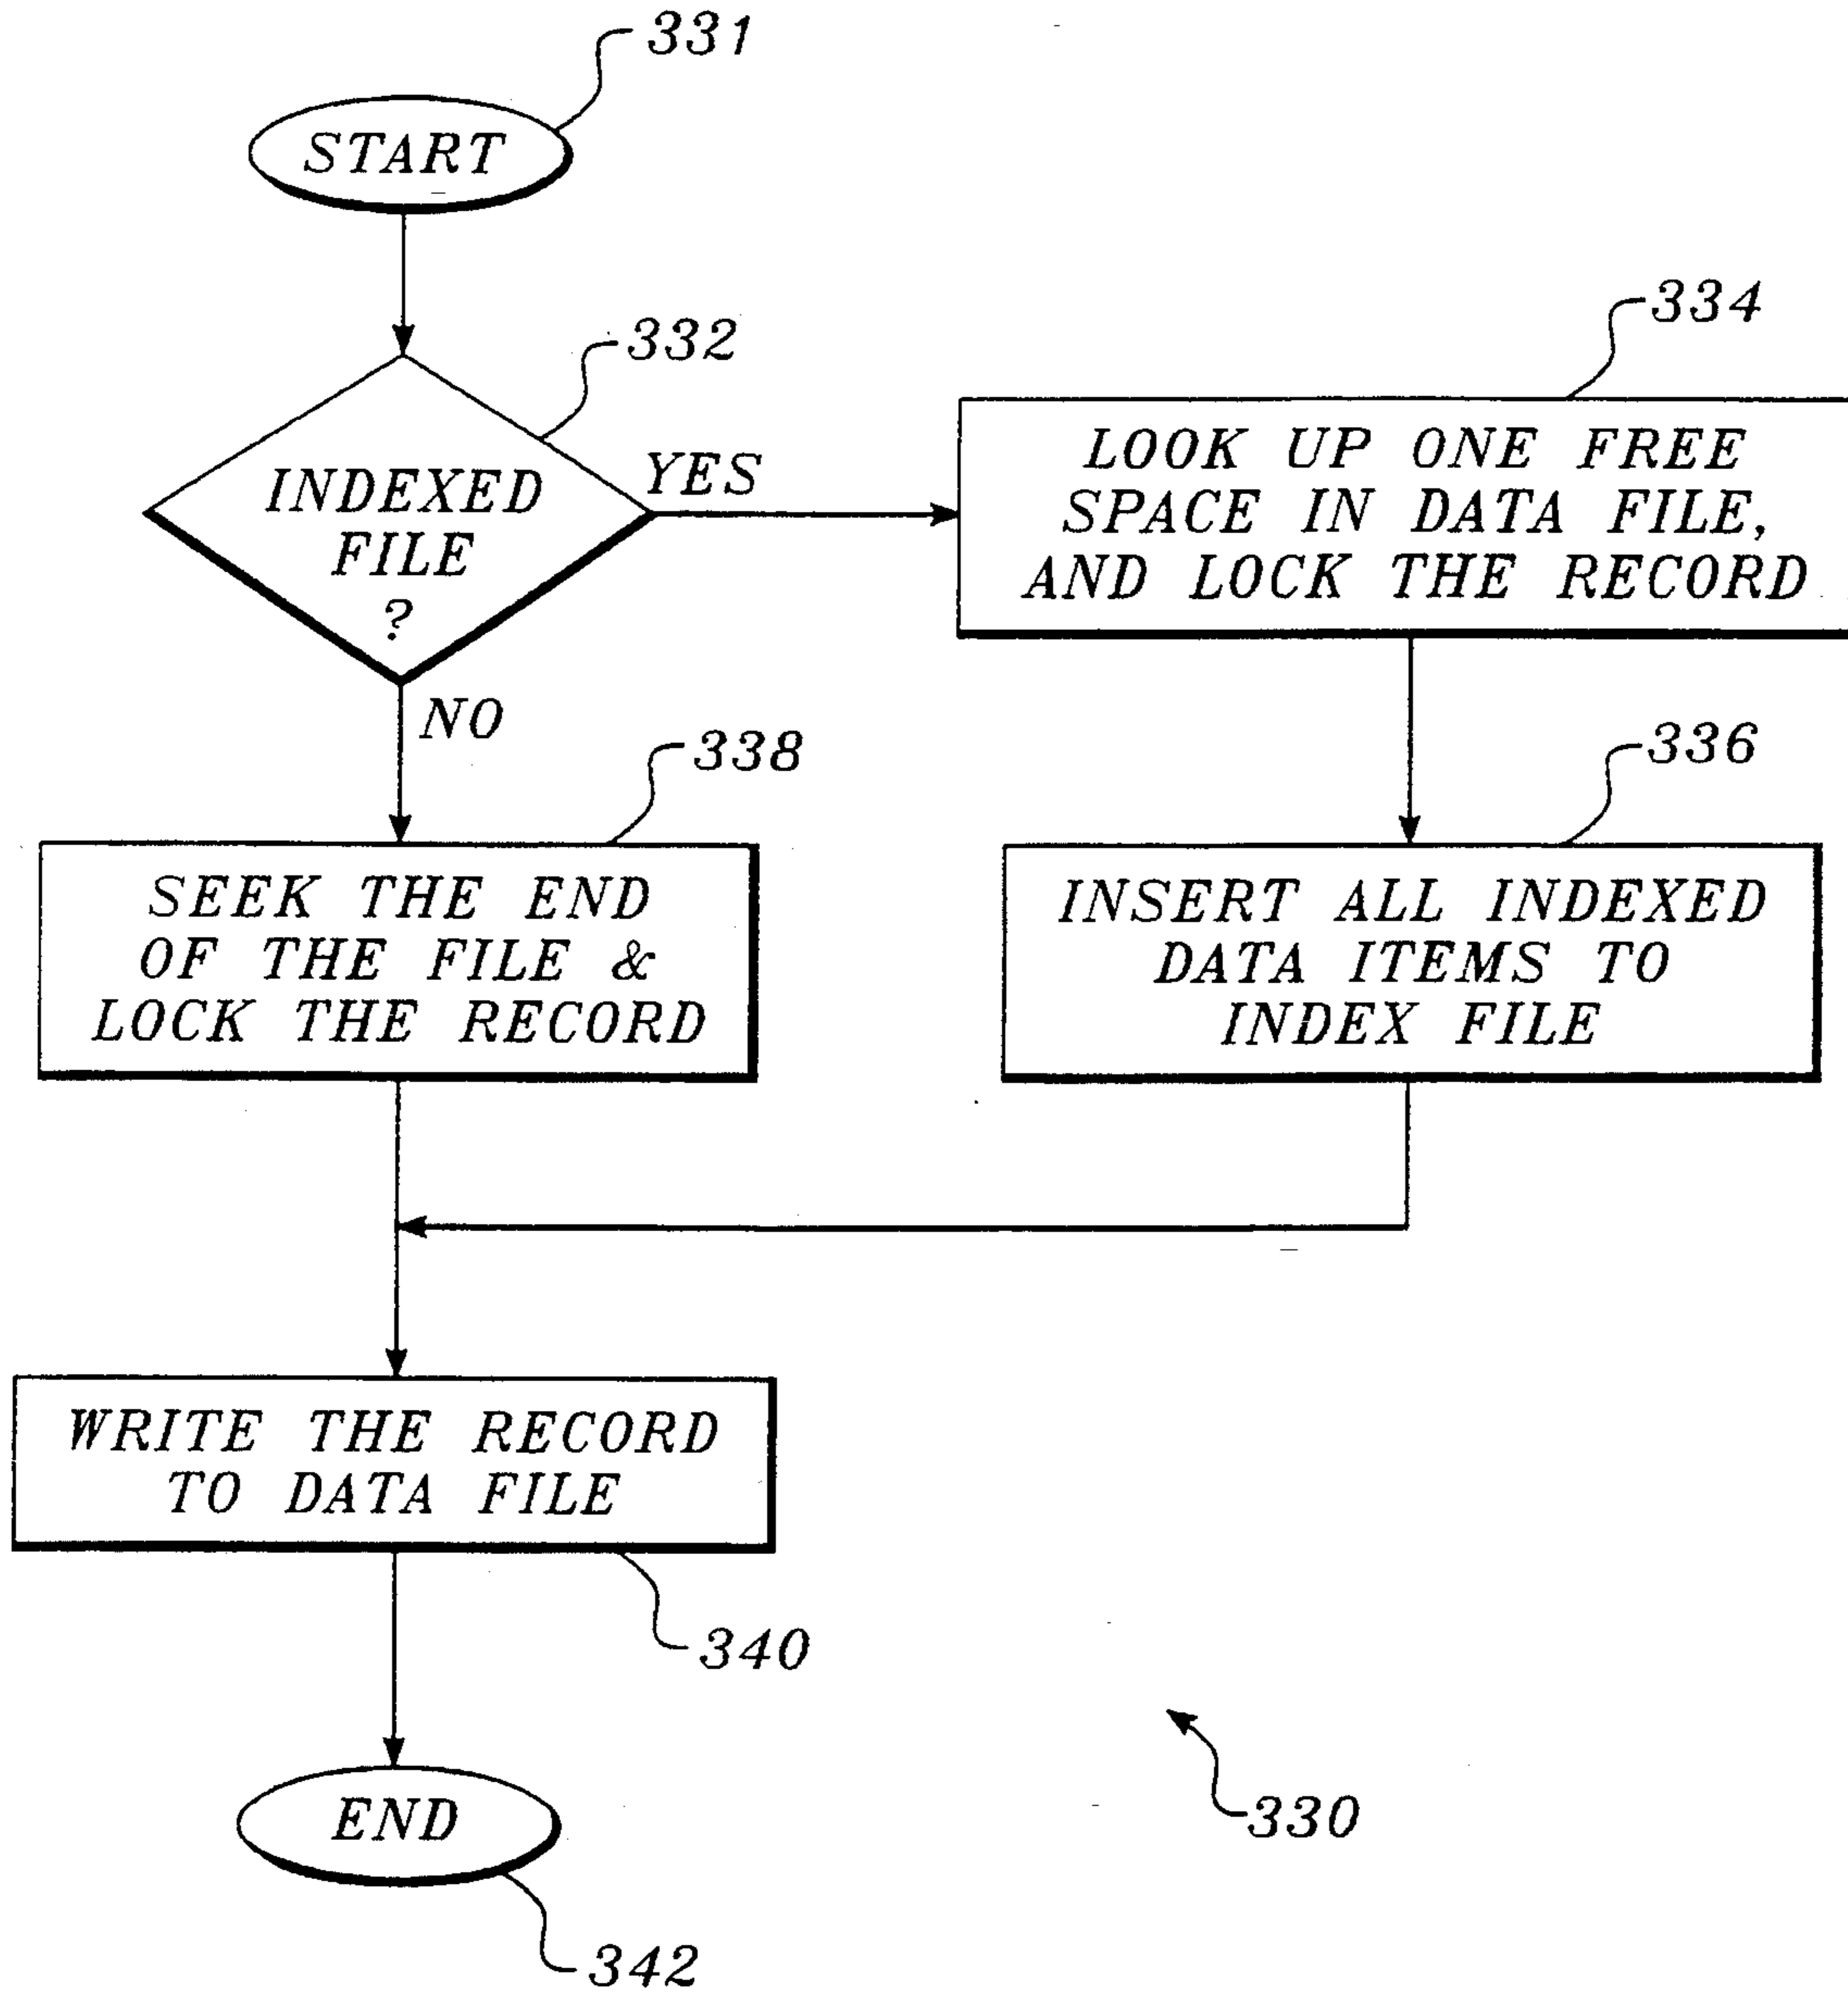 331
START
332
INDEXED
FILE
?
YES
NO
334
LOOK UP ONE FREE
SPACE IN DATA FILE,
AND LOCK THE RECORD
338
SEEK THE END
OF THE FILE &
LOCK THE RECORD
336
INSERT ALL INDEXED
DATA ITEMS TO
INDEX FILE
WRITE THE RECORD
TO DATA FILE
340
END
330
342